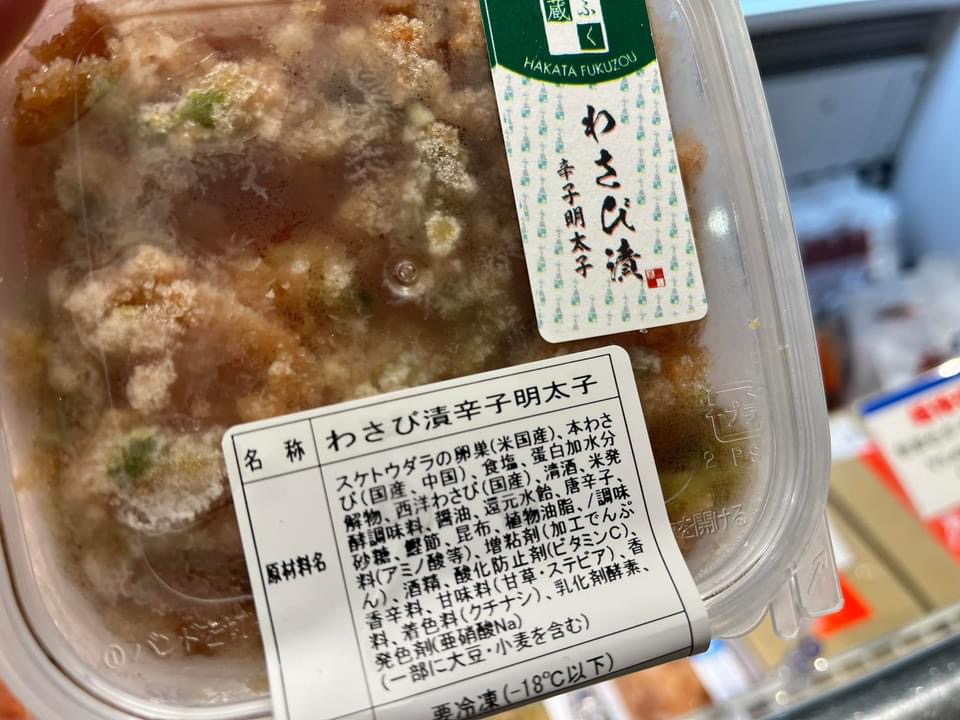 ふく
蔵
HAKATA FUKUZOU
わさび漬
辛子明太子
名 称
わさび漬辛子明太子
原材料名
スケトウダラの卵巣(米国産)、本わさ
び(国産、中国)、食塩、蛋白加水分
解物、西洋わさび(国産)、清酒、米発
酵調味料、醤油、還元水飴、唐辛子、
砂糖、鰹節、昆布、植物油脂、/調味
料(アミノ酸等)、増粘剤(加工でんぷ
ん)、酒精、酸化防止剤(ビタミンC)、香
香辛料、甘味料(甘草・ステビア)、香
料、着色料(クチナシ)、乳化剤酵素、
発色剤(亜硝酸Na)
(一部に大豆・小麦を含む)
要冷凍(-18℃以下)
プラ
2 PS
を開ける